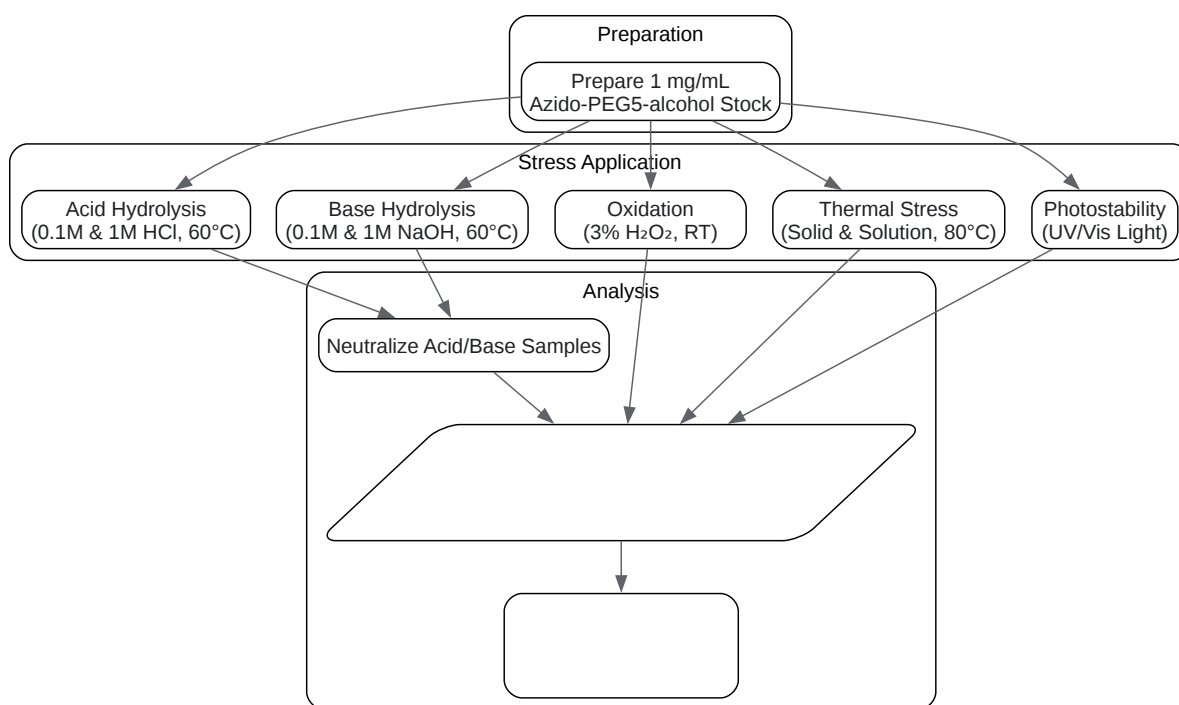 Preparation
Prepare 1 mg/mL
Azido-PEG5-alcohol Stock
Stress Application
Acid Hydrolysis
(0.1M & 1M HCl, 60°C)
Base Hydrolysis
(0.1M & 1M NaOH, 60°C)
Oxidation
(3% H₂O₂, RT)
Thermal Stress
(Solid & Solution, 80°C)
Photostability
(UV/Vis Light)
Analysis
Neutralize Acid/Base Samples